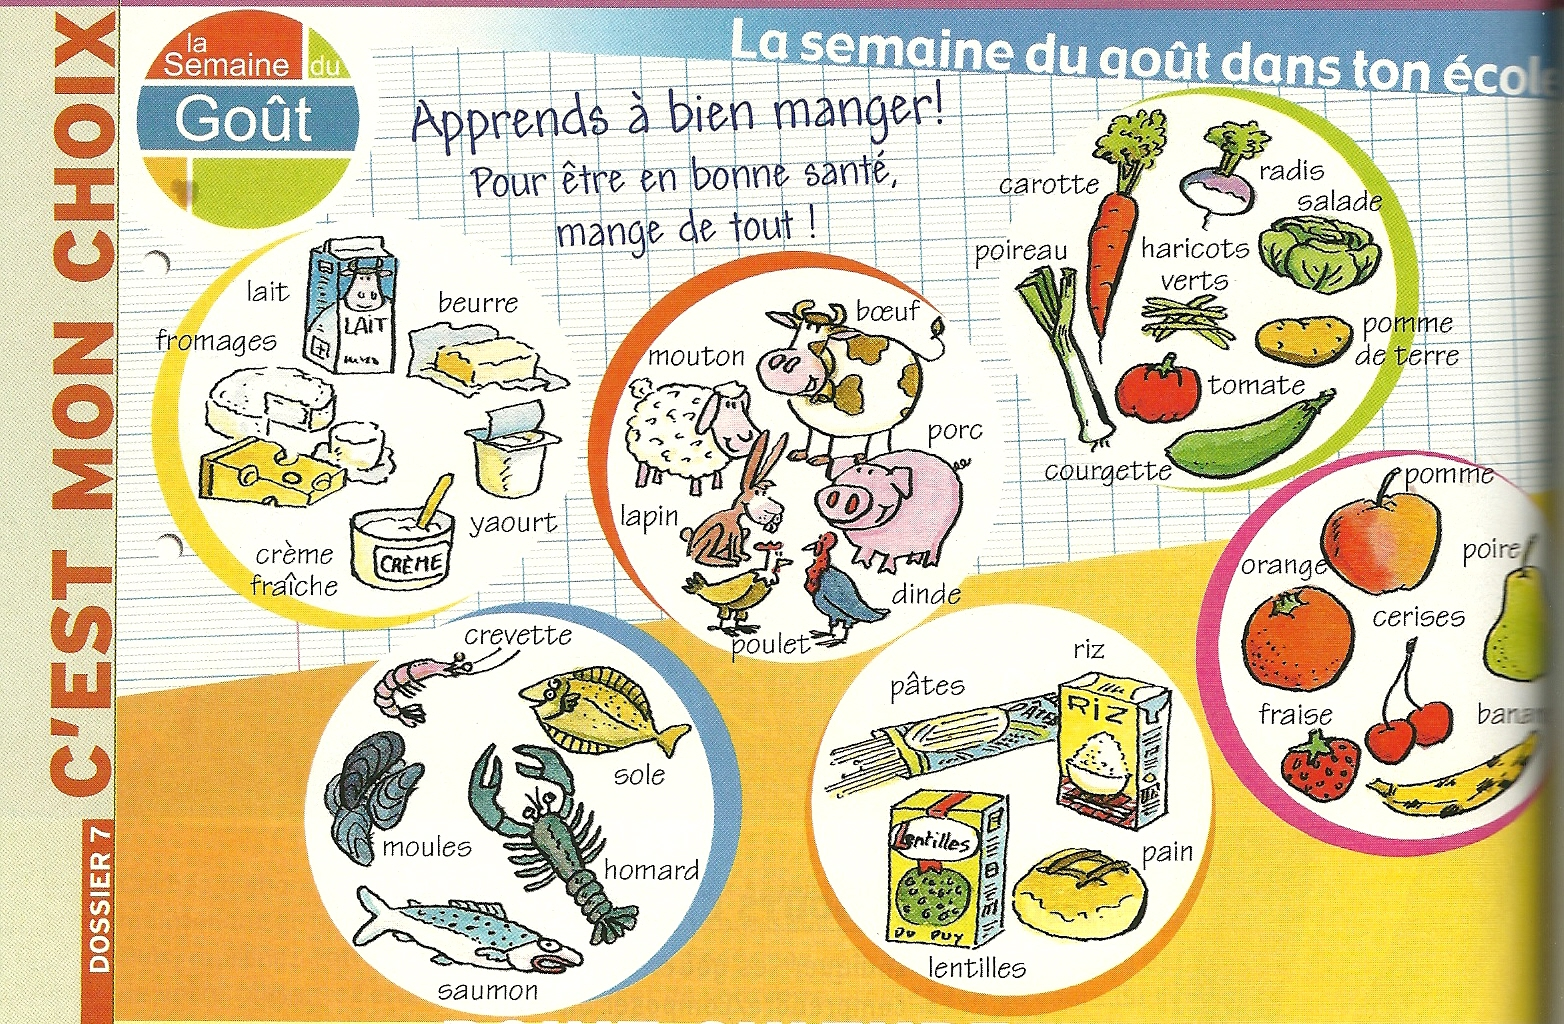 C'EST MON CHOIX
DOSSIER 7
la
Semaine du
Goût
La semaine du goût dans ton école
Apprends à bien manger!
Pour être en bonne santé,
mange de tout !
lait
LAIT
beurre
fromages
yaourt
crème
fraîche
CRÈME
bœuf
mouton
porc
lapin
dinde
poulet
carotte
radis
salade
poireau
haricots
verts
pomme
de terre
tomate
courgette
pomme
orange
poire
cerises
fraise
crevette
sole
moules
homard
saumon
riz
pâtes
PÂTES
RiZ
Lentilles
DU PUY
pain
lentilles